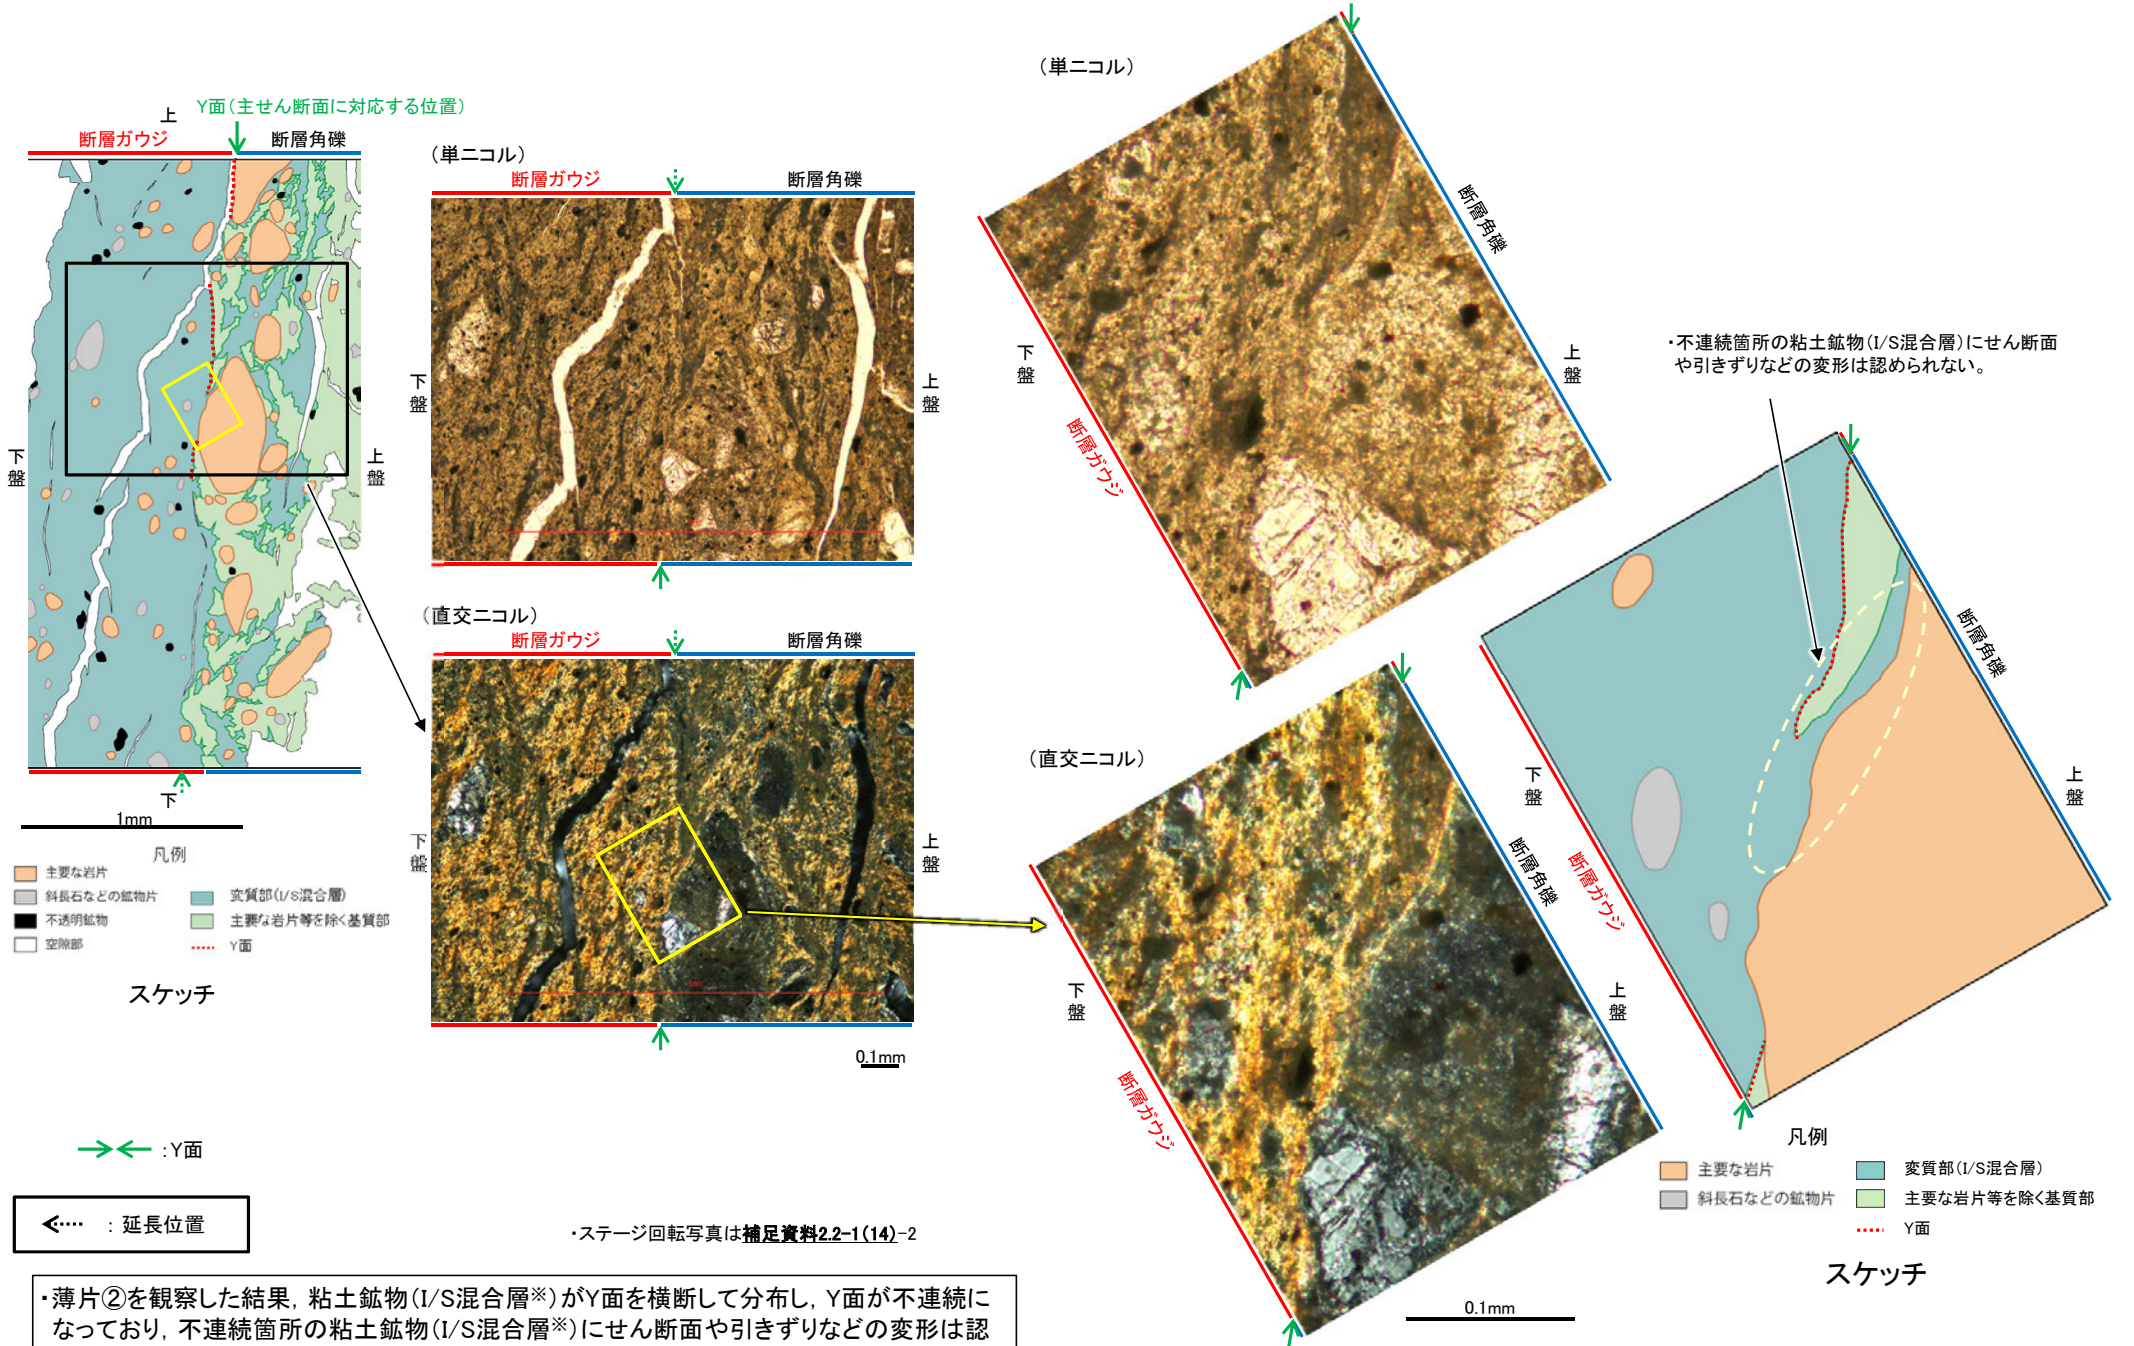 上
Y面(主せん断面に対応する位置)
断層ガウジ
断層角礫
下盤
上盤
下
1mm
凡例
主要な岩片
斜長石などの鉱物片
不透明鉱物
空隙部
変質部(I/S混合層)
主要な岩片等を除く基質部
Y面
スケッチ
:Y面
:延長位置
(単ニコル)
断層ガウジ
断層角礫
下盤
上盤
(直交ニコル)
断層ガウジ
断層角礫
下盤
上盤
0.1mm
・ステージ回転写真は補足資料2.2-1(14)-2
(単ニコル)
断層角礫
下盤
上盤
断層ガウジ
(直交ニコル)
断層角礫
下盤
上盤
断層ガウジ
0.1mm
・不連続箇所の粘土鉱物(I/S混合層)にせん断面
や引きずりなどの変形は認められない。
断層角礫
下盤
上盤
断層ガウジ
凡例
主要な岩片
斜長石などの鉱物片
変質部(I/S混合層)
主要な岩片等を除く基質部
Y面
スケッチ
・薄片②を観察した結果,粘土鉱物(I/S混合層※)がY面を横断して分布し,Y面が不連続に
なっており,不連続箇所の粘土鉱物(I/S混合層※)にせん断面や引きずりなどの変形は認